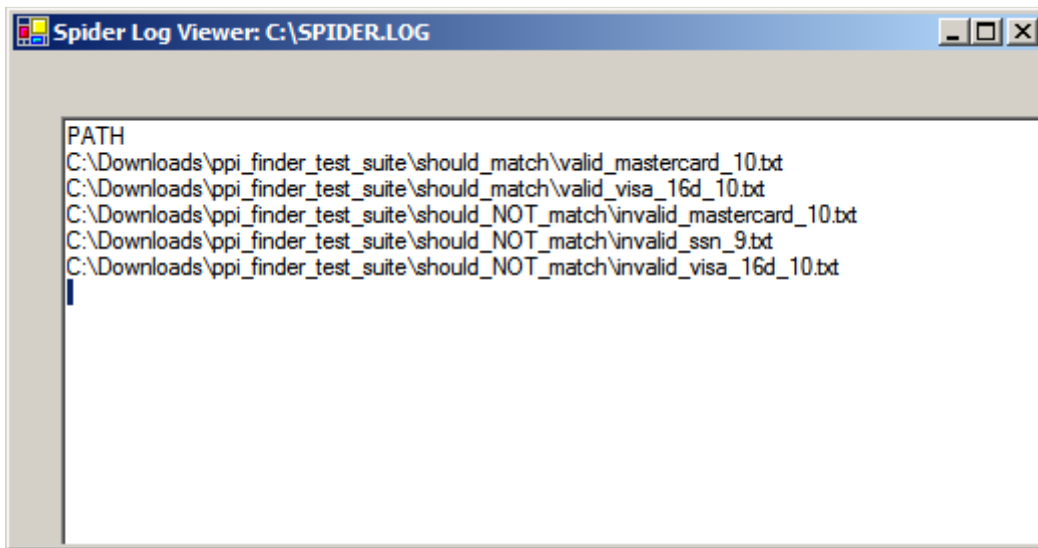 Spider Log Viewer: C:\SPIDER.LOG
PATH
C:\Downloads\ppi_finder_test_suite\should_match\valid_mastercard_10.txt
C:\Downloads\ppi_finder_test_suite\should_match\valid_visa_16d_10.txt
C:\Downloads\ppi_finder_test_suite\should_NOT_match\invalid_mastercard_10.txt
C:\Downloads\ppi_finder_test_suite\should_NOT_match\invalid_ssn_9.txt
C:\Downloads\ppi_finder_test_suite\should_NOT_match\invalid_visa_16d_10.txt